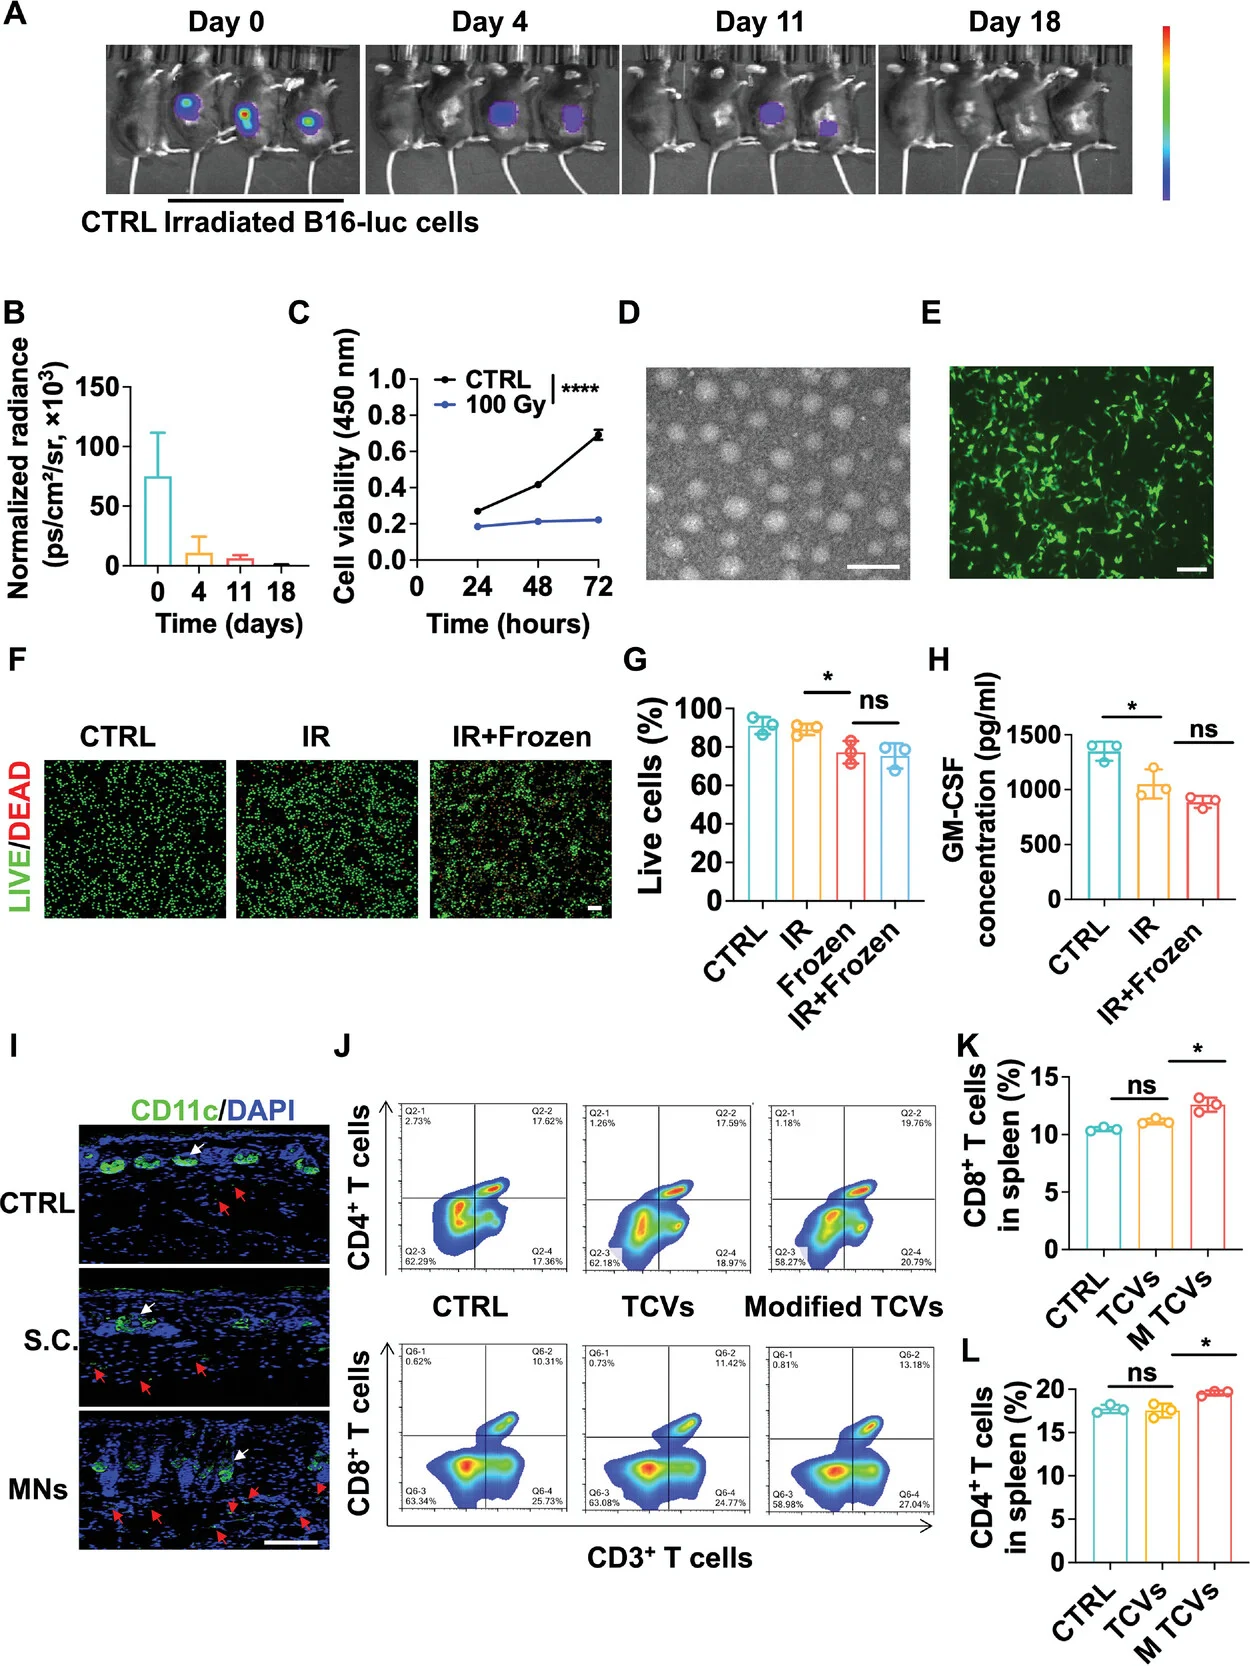 A
Day 0
Day 4
Day 11
Day 18
CTRL Irradiated B16-luc cells
B
Normalized radiance
(ps/cm²/sr, ×10³)
150
100
50
0
0 4 11 18
Time (days)
C
Cell viability (450 nm)
1.0
0.8
0.6
0.4
0.2
0.0
CTRL
100 Gy
****
0 24 48 72
Time (hours)
D
E
F
CTRL
IR
IR+Frozen
LIVE/DEAD
G
Live cells (%)
100
80
60
40
20
0
*
ns
CTRL
IR
Frozen
IR+Frozen
H
GM-CSF
concentration (pg/ml)
1500
1000
500
0
*
ns
CTRL
IR
IR+Frozen
I
CD11c/DAPI
CTRL
S.C.
MNs
J
CD4⁺ T cells
Q2-1
2.73%
Q2-2
17.62%
Q2-3
62.29%
Q2-4
17.36%
Q2-1
1.26%
Q2-2
17.59%
Q2-3
62.18%
Q2-4
18.97%
Q2-1
1.18%
Q2-2
19.76%
Q2-3
58.27%
Q2-4
20.79%
CTRL
TCVs
Modified TCVs
CD8⁺ T cells
Q6-1
0.62%
Q6-2
10.31%
Q6-3
63.34%
Q6-4
25.73%
Q6-1
0.73%
Q6-2
11.42%
Q6-3
63.08%
Q6-4
24.77%
Q6-1
0.81%
Q6-2
13.18%
Q6-3
58.98%
Q6-4
27.04%
CD3⁺ T cells
K
CD8⁺ T cells
in spleen (%)
15
10
5
0
ns
*
CTRL
TCVs
M TCVs
L
CD4⁺ T cells
in spleen (%)
20
15
10
5
0
ns
*
CTRL
TCVs
M TCVs